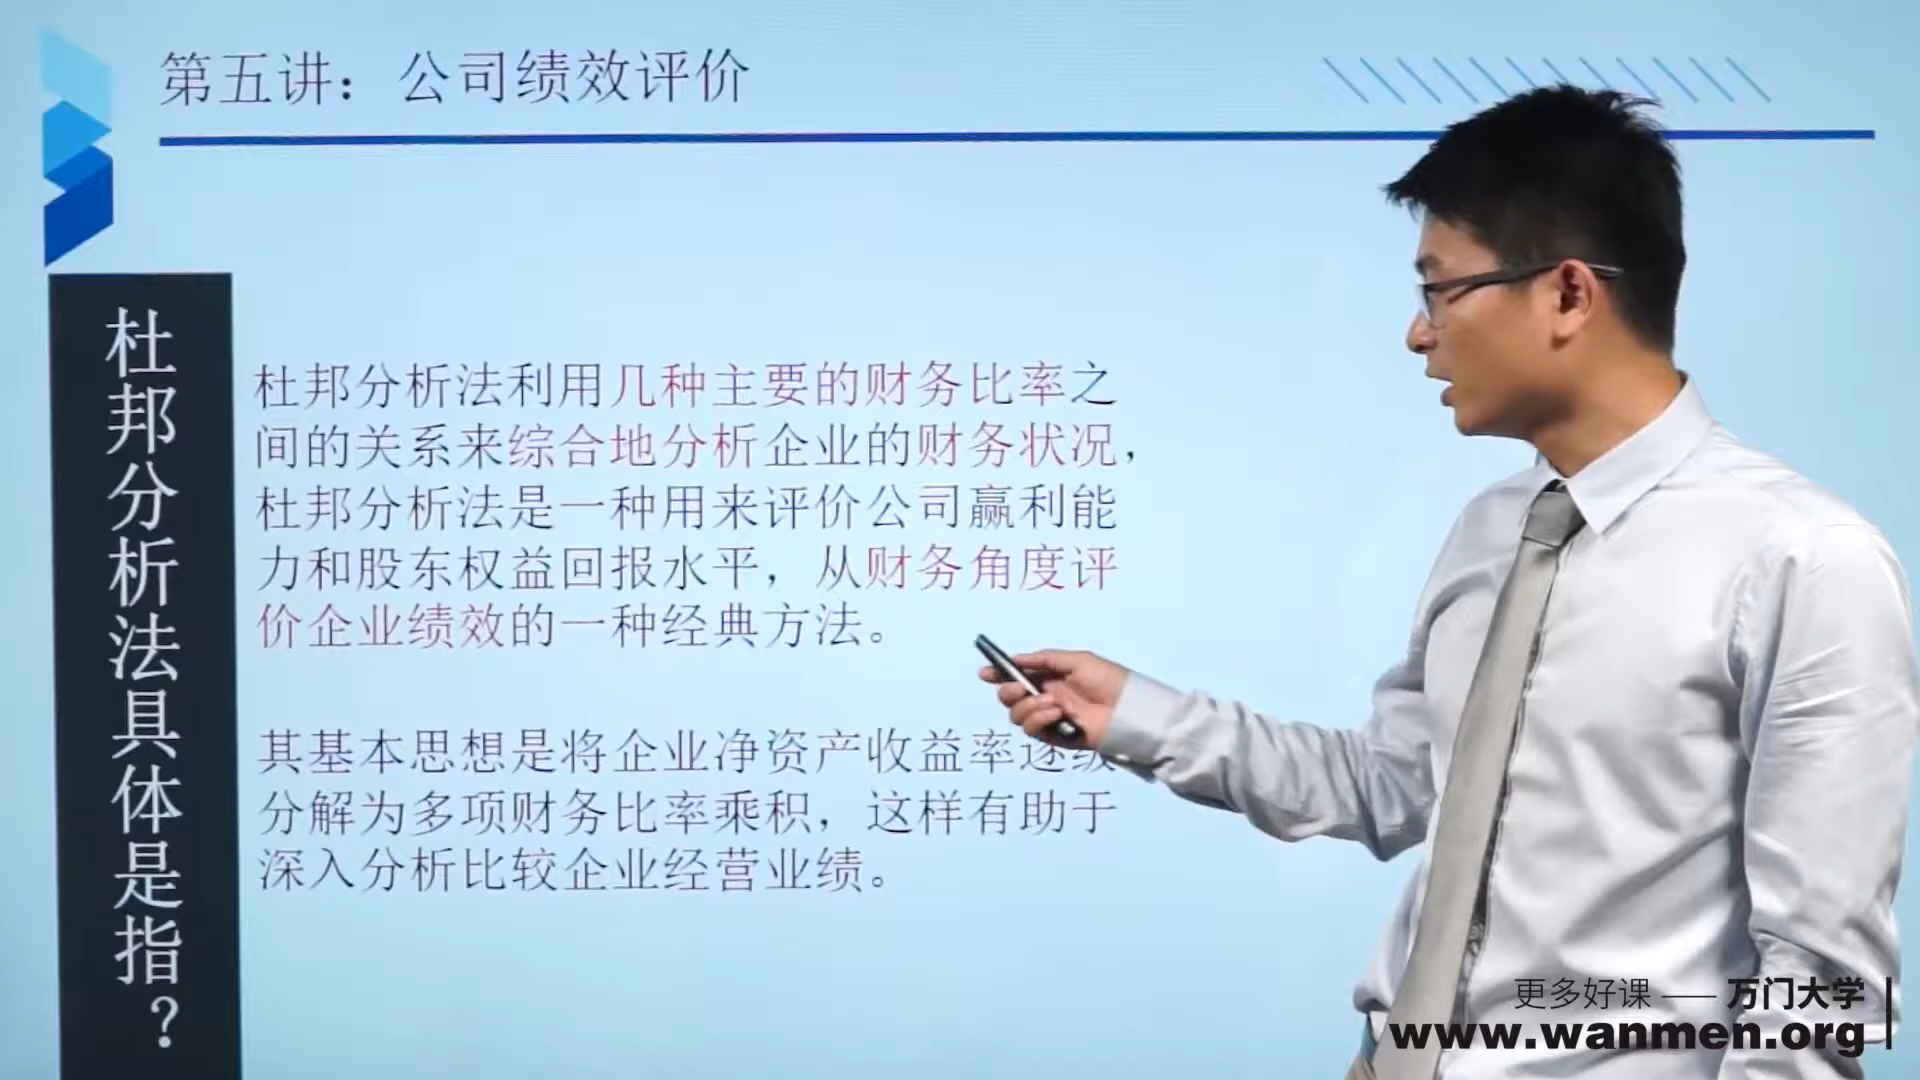 第五讲：公司绩效评价
杜邦分析法具体是指？
杜邦分析法利用几种主要的财务比率之
间的关系来综合地分析企业的财务状况，
杜邦分析法是一种用来评价公司赢利能
力和股东权益回报水平，从财务角度评
价企业绩效的一种经典方法。
其基本思想是将企业净资产收益率逐级
分解为多项财务比率乘积，这样有助于
深入分析比较企业经营业绩。
更多好课 —— 万门大学
www.wanmen.org